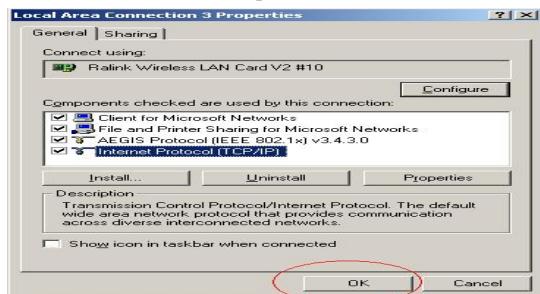 Local Area Connection 3 Properties
General Sharing
Connect using:
Ralink Wireless LAN Card V2 #10
Configure
Components checked are used by this connection:
Client for Microsoft Networks
File and Printer Sharing for Microsoft Networks
AEGIS Protocol (IEEE 802.1x) v3.4.3.0
Internet Protocol (TCP/IP)
Install... Uninstall Properties
Description
Transmission Control Protocol/Internet Protocol. The default
wide area network protocol that provides communication
across diverse interconnected networks.
Show icon in taskbar when connected
OK Cancel